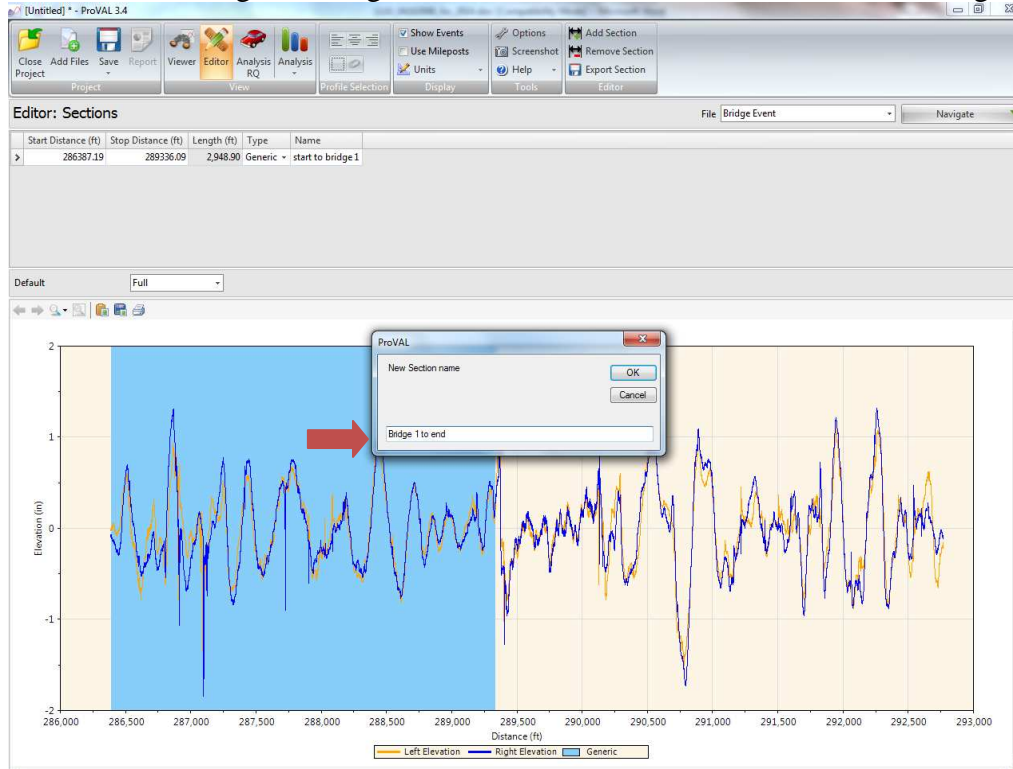 [Untitled] * - ProVAL 3.4
Close Project
Add Files
Save
Report
Project
Viewer
Editor
Analysis RQ
Analysis
View
Profile Selection
Show Events
Use Mileposts
Units
Display
Options
Screenshot
Help
Tools
Add Section
Remove Section
Export Section
Editor
Editor: Sections
File Bridge Event
Navigate
Start Distance (ft) Stop Distance (ft) Length (ft) Type Name
286387.19 289336.09 2,948.90 Generic start to bridge 1
Default Full
ProVAL
New Section name
OK
Cancel
Bridge 1 to end
2
1
0
-1
-2
Elevation (in)
286,000 286,500 287,000 287,500 288,000 288,500 289,000 289,500 290,000 290,500 291,000 291,500 292,000 292,500 293,000
Distance (ft)
Left Elevation Right Elevation Generic